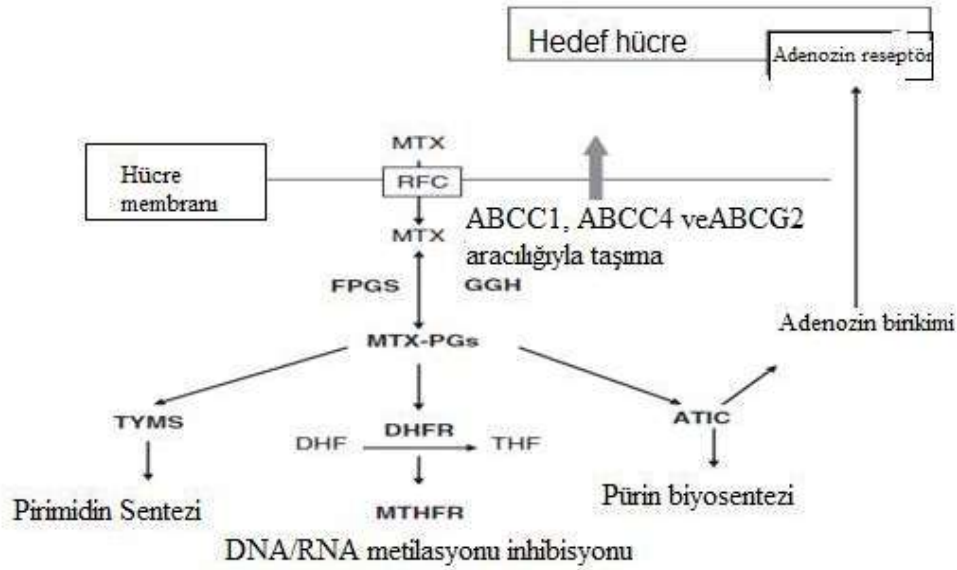 Hedef hücre
Adenozin reseptör
MTX
Hücre
membranı
RFC
MTX
ABCC1, ABCC4 veABCG2
aracılığıyla taşıma
FPGS
GGH
Adenozin birikimi
MTX-PGs
TYMS
DHF
DHFR
THF
ATIC
Pirimidin Sentezi
MTHFR
Pürin biyosentezi
DNA/RNA metilasyonu inhibisyonu